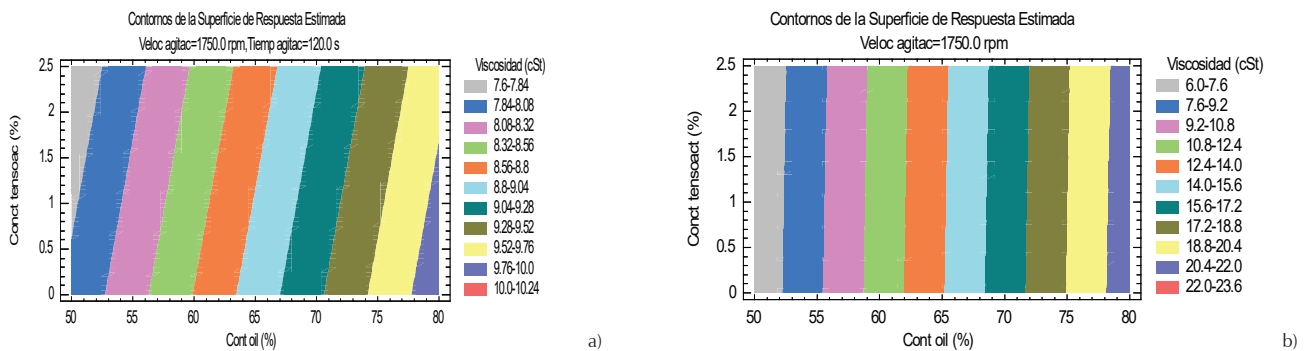 Contornos de la Superficie de Respuesta Estimada
Veloc agitac=1750.0 rpm,Tiemp agitac=120.0 s
Conct tensoac (%)
2.5
2
1.5
1
0.5
0
50 55 60 65 70 75 80
Cont oil (%)
Viscosidad (cSt)
7.6-7.84
7.84-8.08
8.08-8.32
8.32-8.56
8.56-8.8
8.8-9.04
9.04-9.28
9.28-9.52
9.52-9.76
9.76-10.0
10.0-10.24
a)
Contornos de la Superficie de Respuesta Estimada
Veloc agitac=1750.0 rpm
Conct tensoact (%)
2.5
2
1.5
1
0.5
0
50 55 60 65 70 75 80
Cont oil (%)
Viscosidad (cSt)
6.0-7.6
7.6-9.2
9.2-10.8
10.8-12.4
12.4-14.0
14.0-15.6
15.6-17.2
17.2-18.8
18.8-20.4
20.4-22.0
22.0-23.6
b)